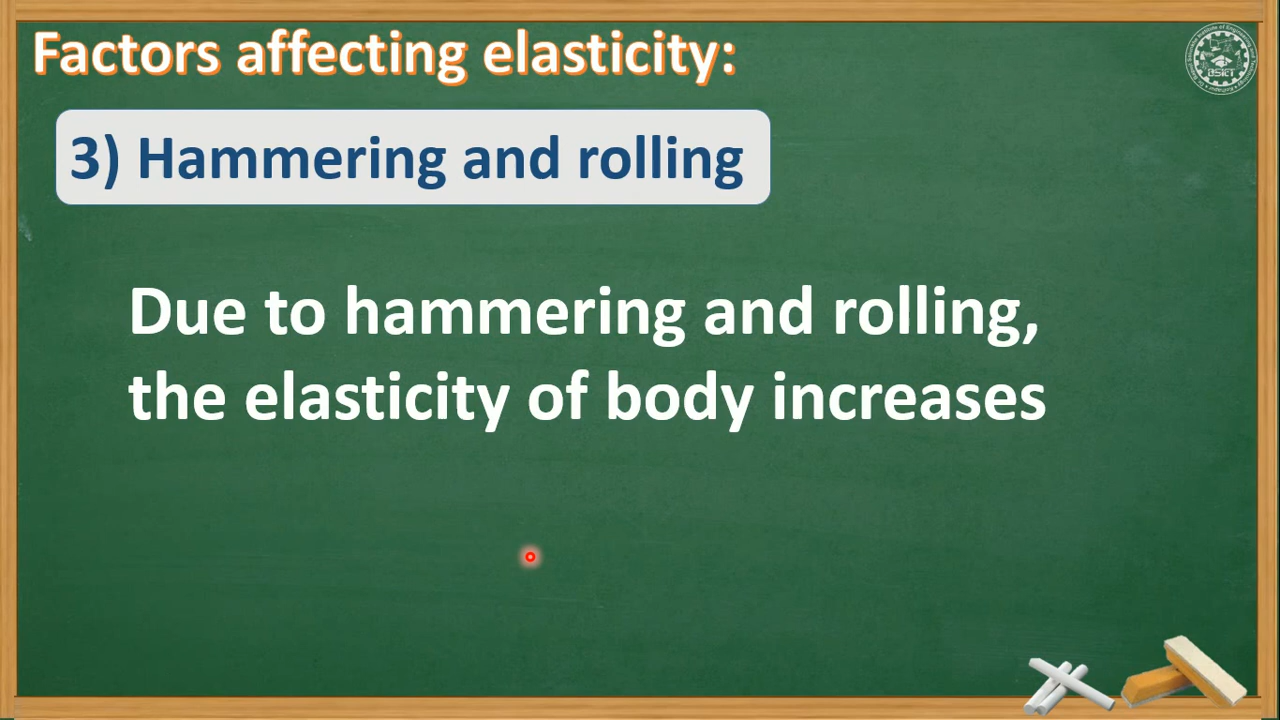 Factors affecting elasticity:
3) Hammering and rolling
Due to hammering and rolling,
the elasticity of body increases